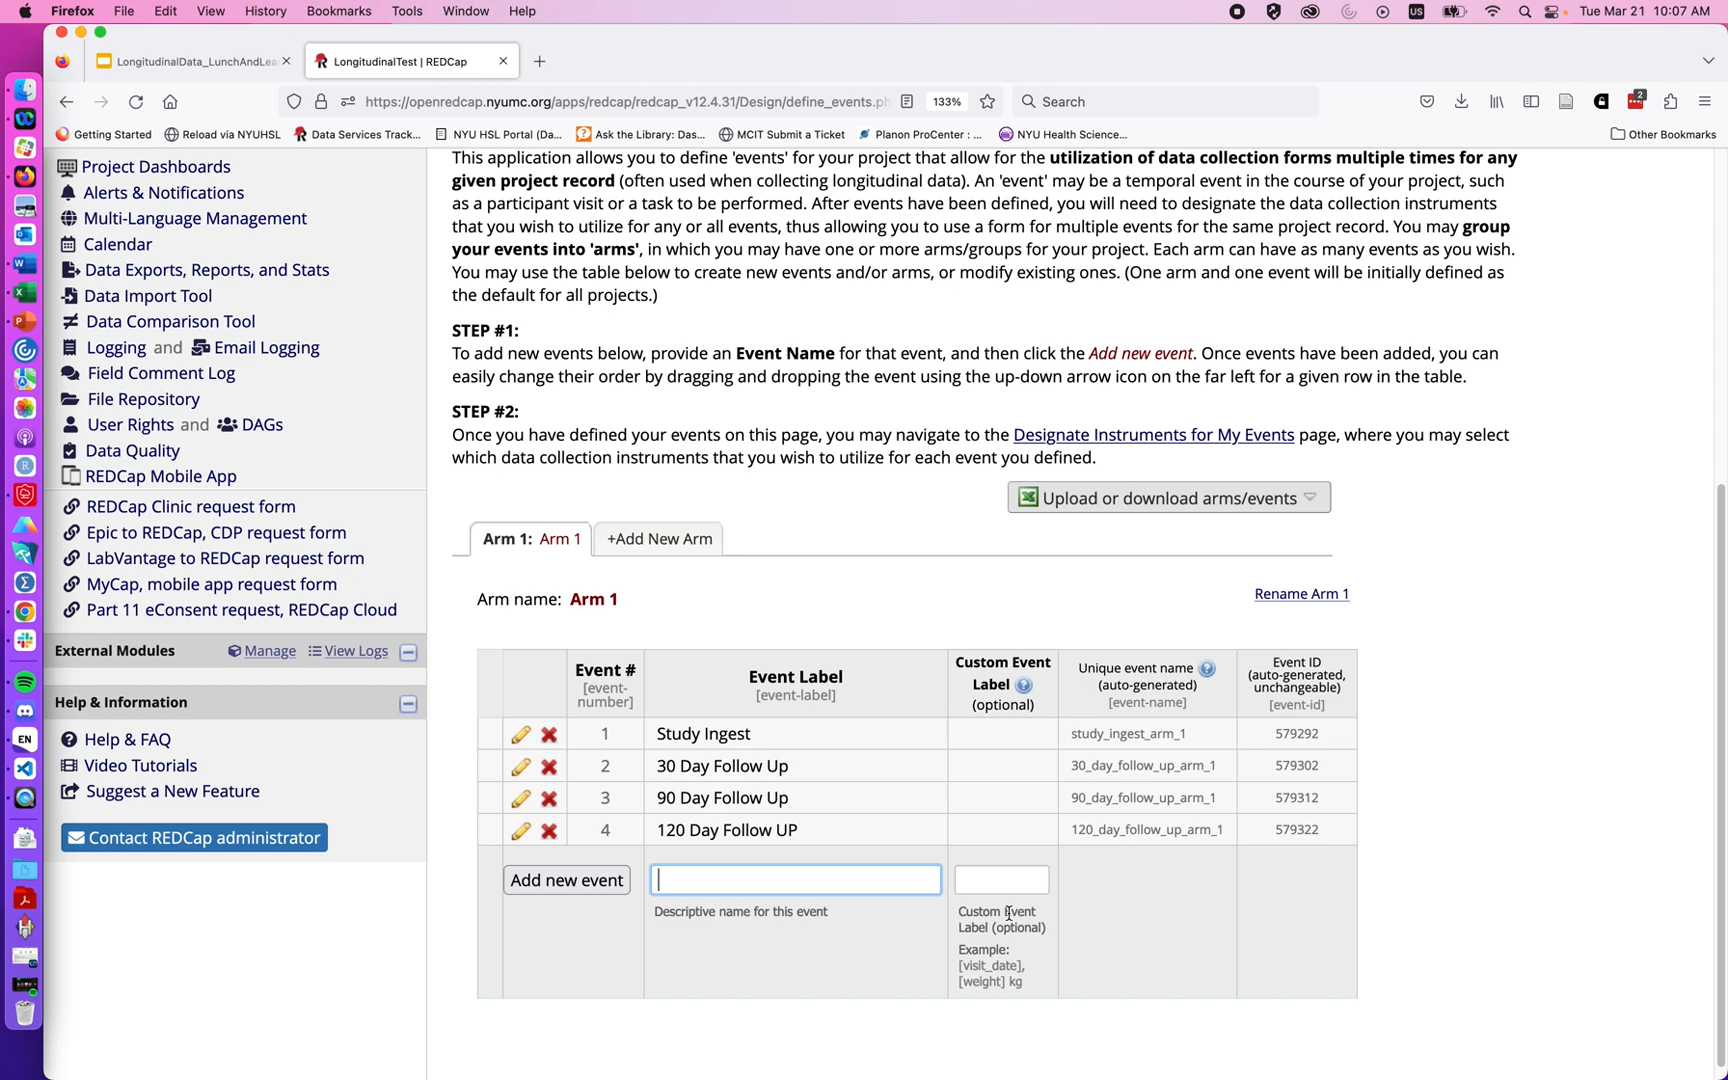 Firefox File Edit View History Bookmarks Tools Window Help US Tue Mar 21 10:07 AM
LongitudinalData_LunchAndLea LongitudinalTest | REDCap
https://openredcap.nyumc.org/apps/redcap/redcap_v12.4.31/Design/define_events.ph 133% Search 2
Getting Started Reload via NYUHSL Data Services Track... NYU HSL Portal (Da... Ask the Library: Das... MCIT Submit a Ticket Planon ProCenter : ... NYU Health Science... Other Bookmarks
Project Dashboards
Alerts & Notifications
Multi-Language Management
Calendar
Data Exports, Reports, and Stats
Data Import Tool
Data Comparison Tool
Logging and Email Logging
Field Comment Log
File Repository
User Rights and DAGs
Data Quality
REDCap Mobile App
REDCap Clinic request form
Epic to REDCap, CDP request form
LabVantage to REDCap request form
MyCap, mobile app request form
Part 11 eConsent request, REDCap Cloud
External Modules Manage View Logs
Help & Information
Help & FAQ
Video Tutorials
Suggest a New Feature
Contact REDCap administrator
This application allows you to define 'events' for your project that allow for the utilization of data collection forms multiple times for any
given project record (often used when collecting longitudinal data). An 'event' may be a temporal event in the course of your project, such
as a participant visit or a task to be performed. After events have been defined, you will need to designate the data collection instruments
that you wish to utilize for any or all events, thus allowing you to use a form for multiple events for the same project record. You may group
your events into 'arms', in which you may have one or more arms/groups for your project. Each arm can have as many events as you wish.
You may use the table below to create new events and/or arms, or modify existing ones. (One arm and one event will be initially defined as
the default for all projects.)
STEP #1:
To add new events below, provide an Event Name for that event, and then click the Add new event. Once events have been added, you can
easily change their order by dragging and dropping the event using the up-down arrow icon on the far left for a given row in the table.
STEP #2:
Once you have defined your events on this page, you may navigate to the Designate Instruments for My Events page, where you may select
which data collection instruments that you wish to utilize for each event you defined.
Upload or download arms/events
Arm 1: Arm 1 +Add New Arm
Arm name: Arm 1 Rename Arm 1
Event #
[event-
number]
Event Label
[event-label]
Custom Event
Label
(optional)
Unique event name
(auto-generated)
[event-name]
Event ID
(auto-generated,
unchangeable)
[event-id]
1 Study Ingest study_ingest_arm_1 579292
2 30 Day Follow Up 30_day_follow_up_arm_1 579302
3 90 Day Follow Up 90_day_follow_up_arm_1 579312
4 120 Day Follow UP 120_day_follow_up_arm_1 579322
Add new event
Descriptive name for this event
Custom Event
Label (optional)
Example:
[visit_date],
[weight] kg